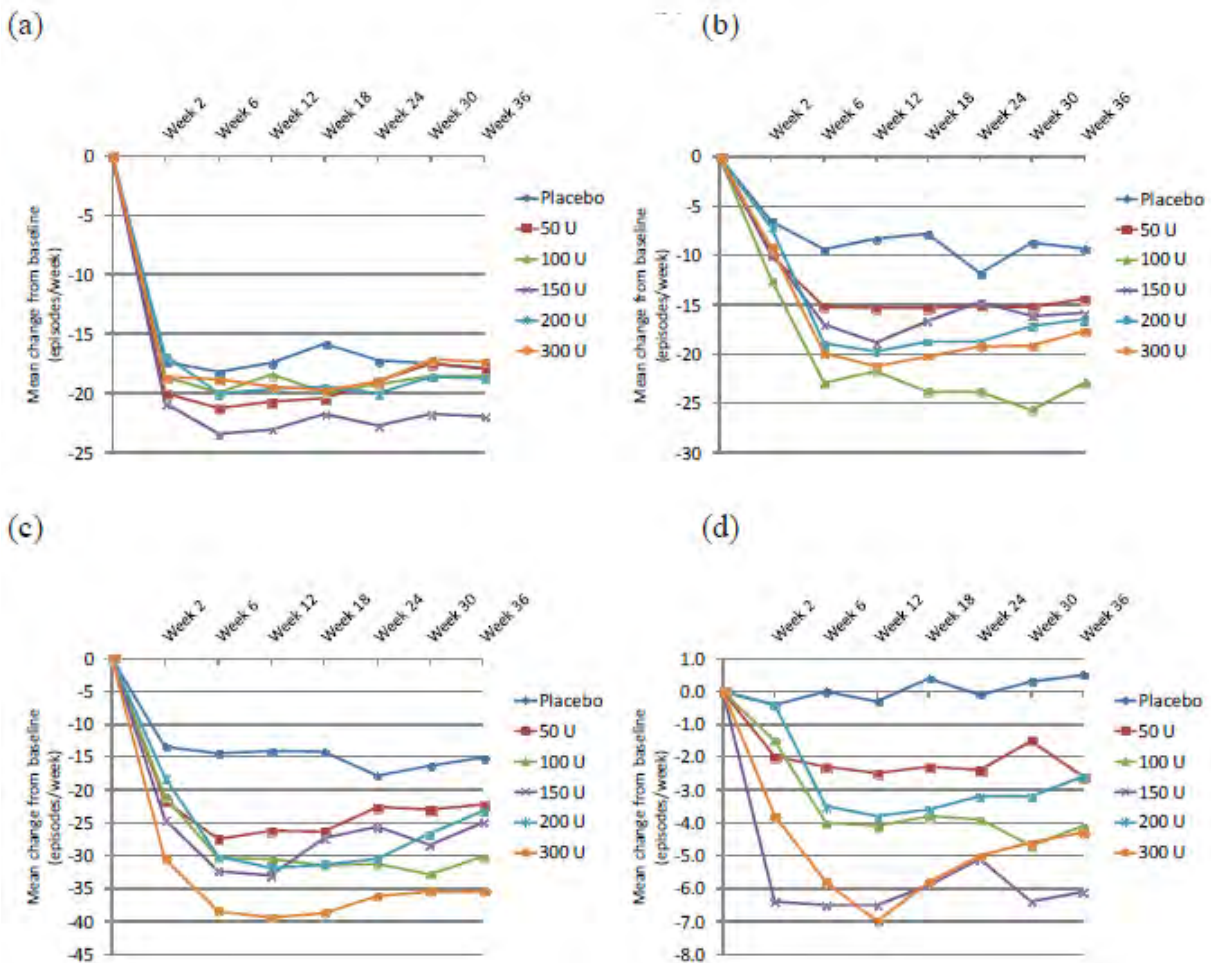 (a)
Week 2
Week 6
Week 12
Week 18
Week 24
Week 30
Week 36
0
-5
-10
-15
-20
-25
Mean change from baseline
(episodes/week)
Placebo
50 U
100 U
150 U
200 U
300 U
(b)
Week 2
Week 6
Week 12
Week 18
Week 24
Week 30
Week 36
0
-5
-10
-15
-20
-25
-30
Mean change from baseline
(episodes/week)
Placebo
50 U
100 U
150 U
200 U
300 U
(c)
Week 2
Week 6
Week 12
Week 18
Week 24
Week 30
Week 36
0
-5
-10
-15
-20
-25
-30
-35
-40
-45
Mean change from baseline
(episodes/week)
Placebo
50 U
100 U
150 U
200 U
300 U
(d)
Week 2
Week 6
Week 12
Week 18
Week 24
Week 30
Week 36
1.0
0.0
-1.0
-2.0
-3.0
-4.0
-5.0
-6.0
-7.0
-8.0
Mean change from baseline
(episodes/week)
Placebo
50 U
100 U
150 U
200 U
300 U